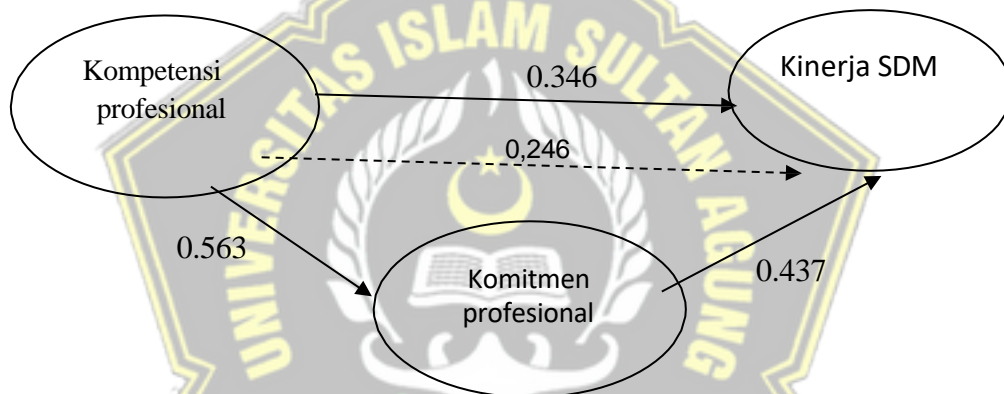 UNIVERSITAS ISLAM SULTAN AGUNG
Kompetensi
profesional
0.346
Kinerja SDM
0,246
0.563
Komitmen
profesional
0.437